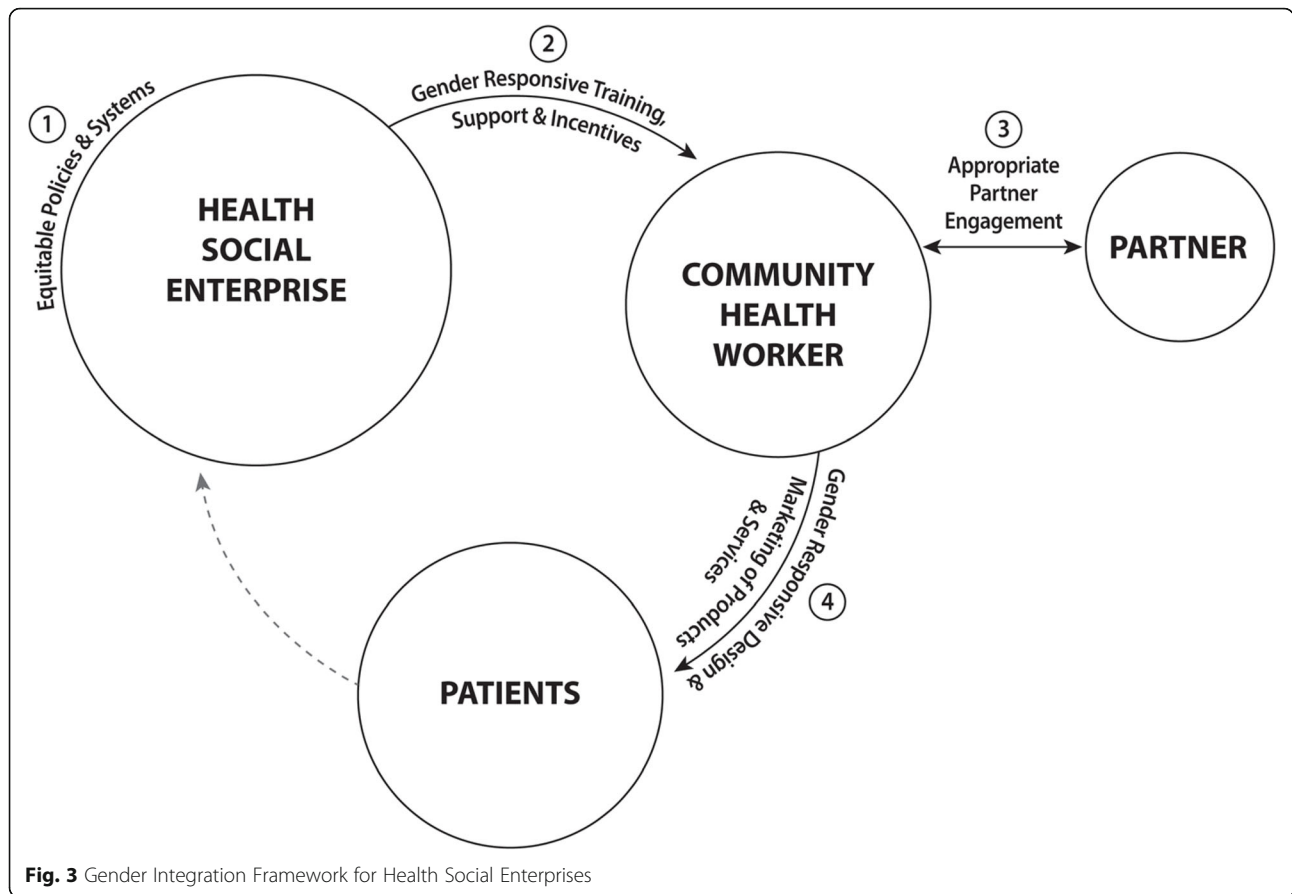 1
Equitable Policies & Systems
HEALTH
SOCIAL
ENTERPRISE
2
Gender Responsive Training,
Support & Incentives
COMMUNITY
HEALTH
WORKER
3
Appropriate
Partner
Engagement
PARTNER
Gender Responsive Design &
Marketing of Products
& Services
4
PATIENTS
Fig. 3 Gender Integration Framework for Health Social Enterprises